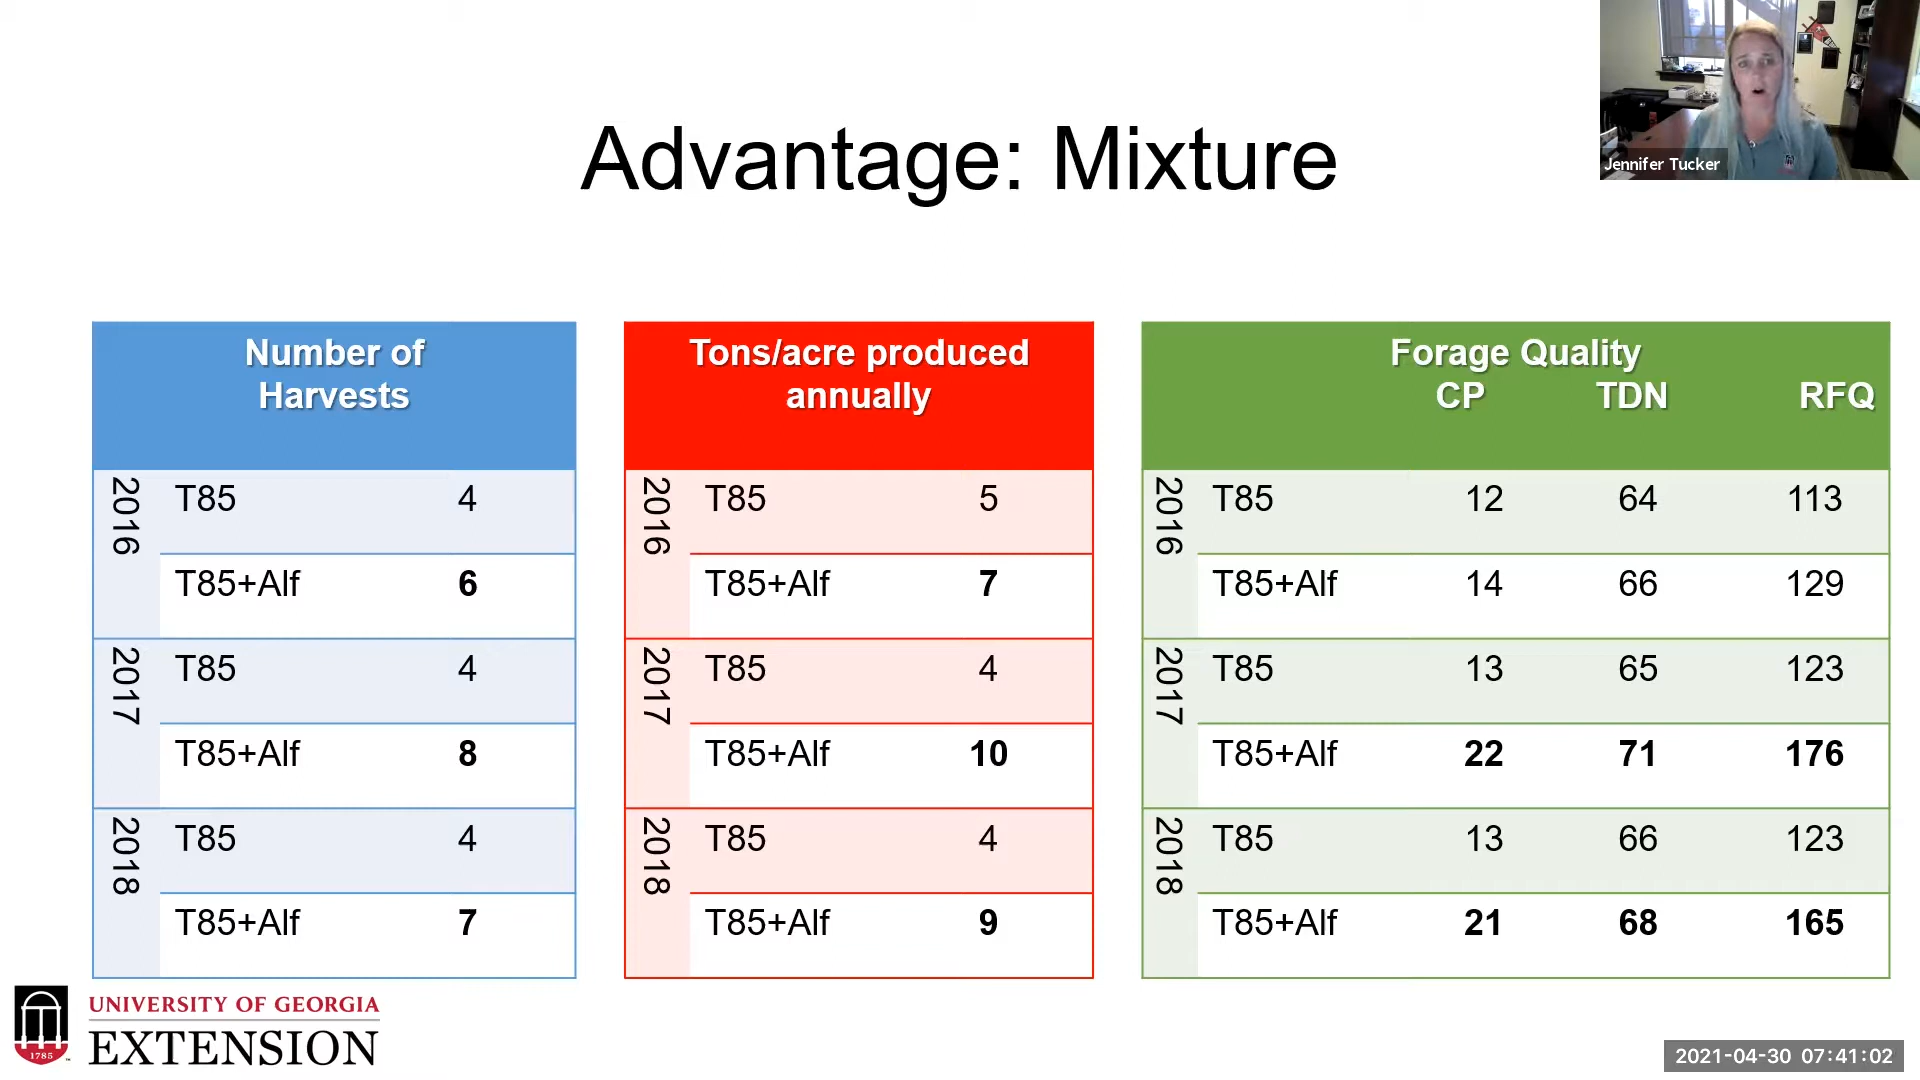 Jennifer Tucker
Advantage: Mixture
Number of
Harvests
2016
T85 4
T85+Alf 6
2017
T85 4
T85+Alf 8
2018
T85 4
T85+Alf 7
Tons/acre produced
annually
2016
T85 5
T85+Alf 7
2017
T85 4
T85+Alf 10
2018
T85 4
T85+Alf 9
Forage Quality
CP TDN RFQ
2016
T85 12 64 113
T85+Alf 14 66 129
2017
T85 13 65 123
T85+Alf 22 71 176
2018
T85 13 66 123
T85+Alf 21 68 165
1785
UNIVERSITY OF GEORGIA
EXTENSION
2021-04-30 07:41:02